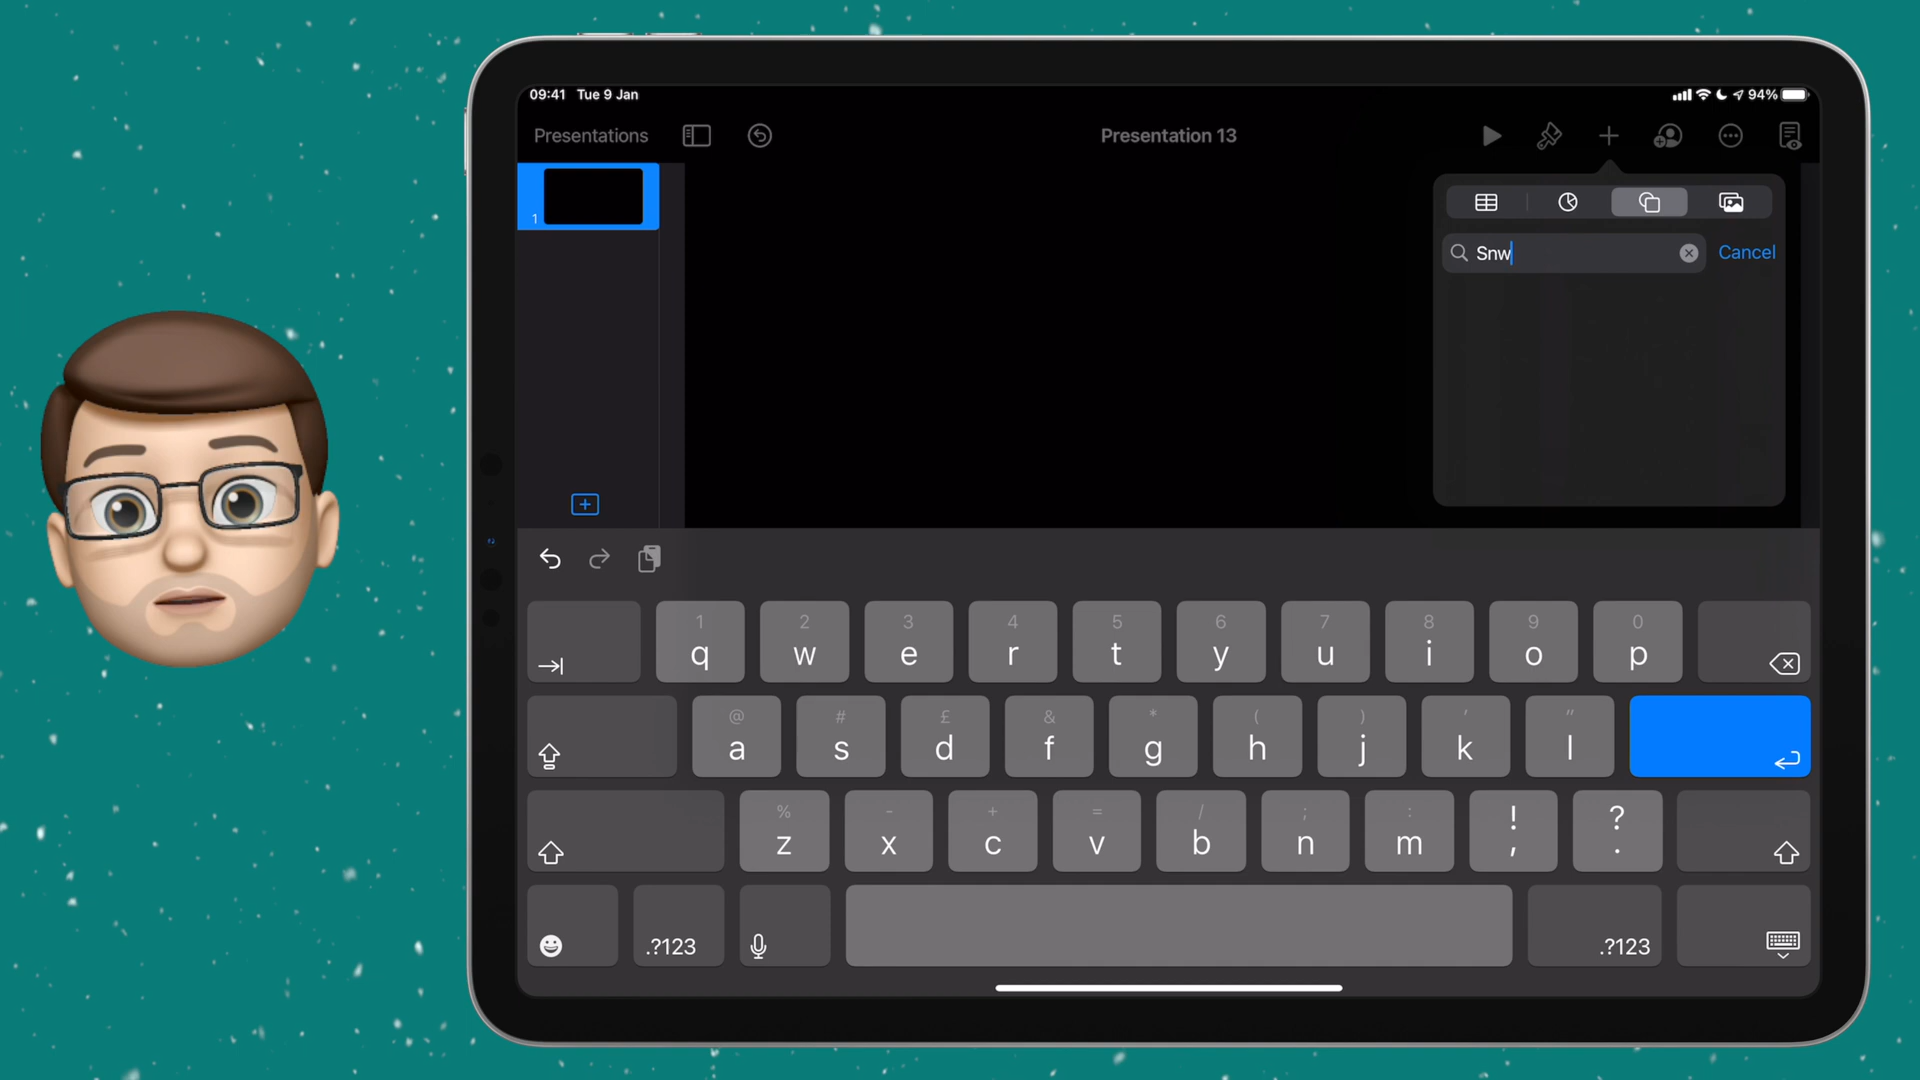 09:41 Tue 9 Jan
94%
Presentations
Presentation 13
1
Snw
Cancel
1 2 3 4 5 6 7 8 9 0
q w e r t y u i o p
@ # £ & * ( ) ' "
a s d f g h j k l
% - + = / ; : ! ?
z x c v b n m , .
.?123
.?123